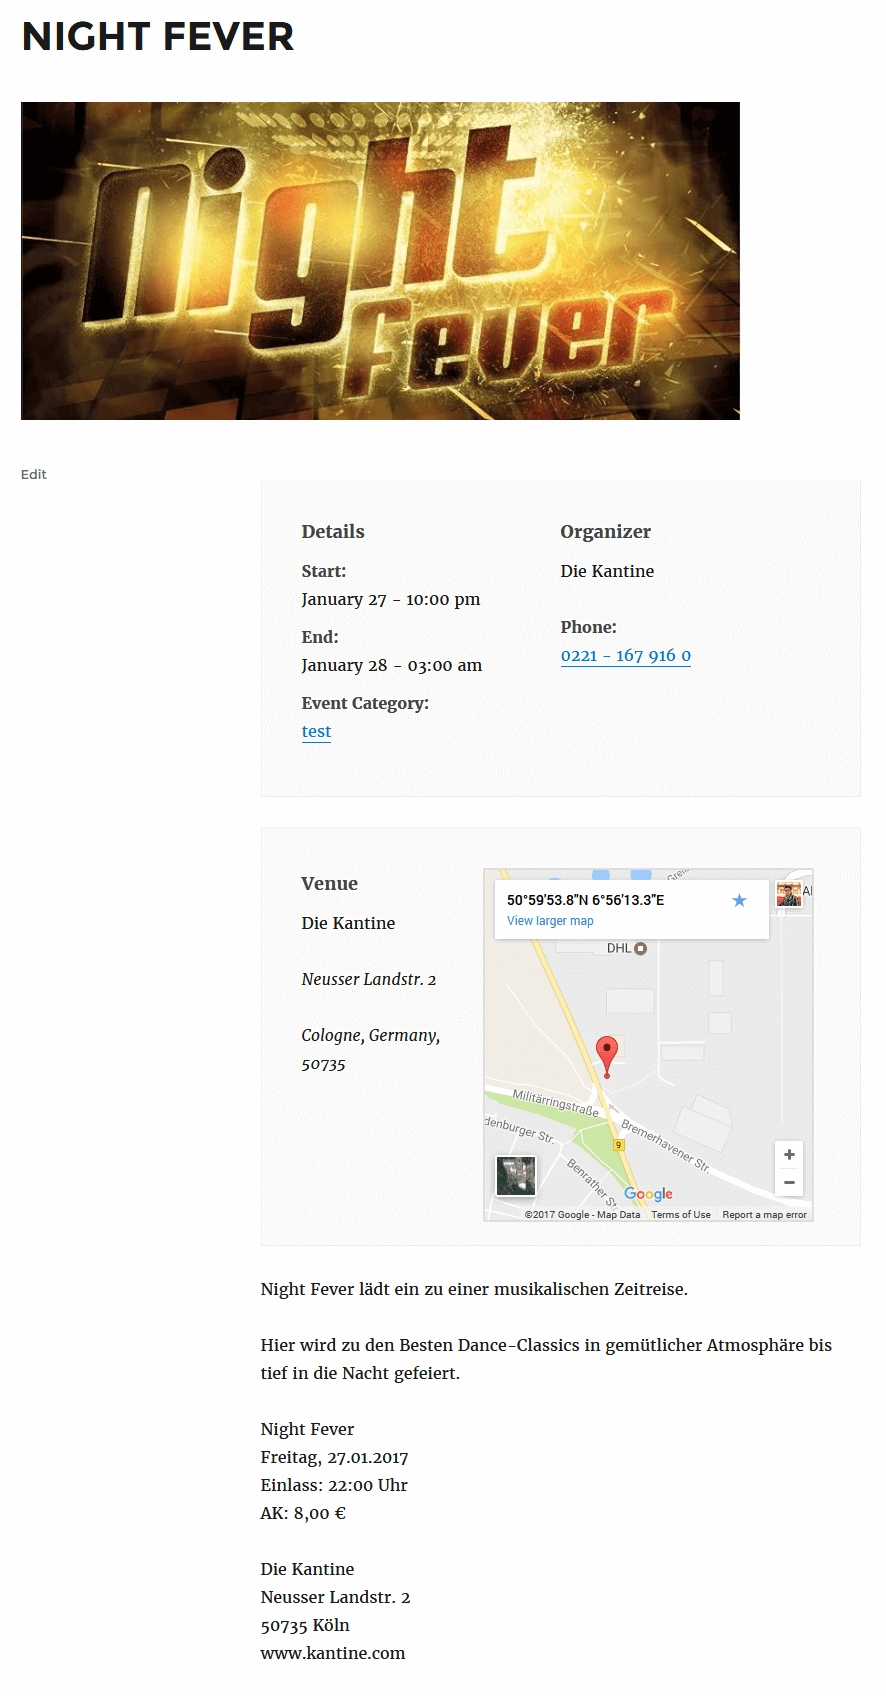 NIGHT FEVER
Night
Fever
Edit
Details
Start:
January 27 - 10:00 pm
End:
January 28 - 03:00 am
Event Category:
test
Organizer
Die Kantine
Phone:
0221 - 167 916 0
Venue
Die Kantine
Neusser Landstr. 2
Cologne, Germany,
50735
50°59'53.8"N 6°56'13.3"E
View larger map
DHL
Militärringstraße
denburger Str.
Bremerhavener Str.
9
Benrather St
Google
©2017 Google - Map Data Terms of Use Report a map error
Night Fever lädt ein zu einer musikalischen Zeitreise.
Hier wird zu den Besten Dance-Classics in gemütlicher Atmosphäre bis
tief in die Nacht gefeiert.
Night Fever
Freitag, 27.01.2017
Einlass: 22:00 Uhr
AK: 8,00 €
Die Kantine
Neusser Landstr. 2
50735 Köln
www.kantine.com